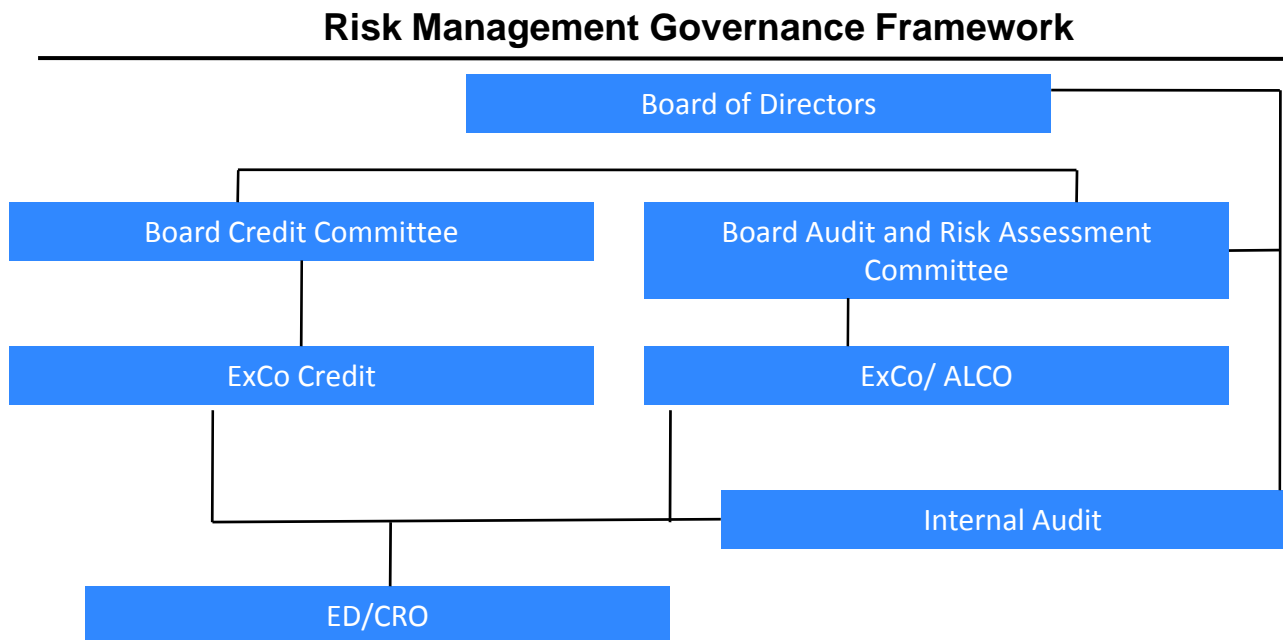 Risk Management Governance Framework
Board of Directors
Board Credit Committee
Board Audit and Risk Assessment
Committee
ExCo Credit
ExCo/ ALCO
Internal Audit
ED/CRO